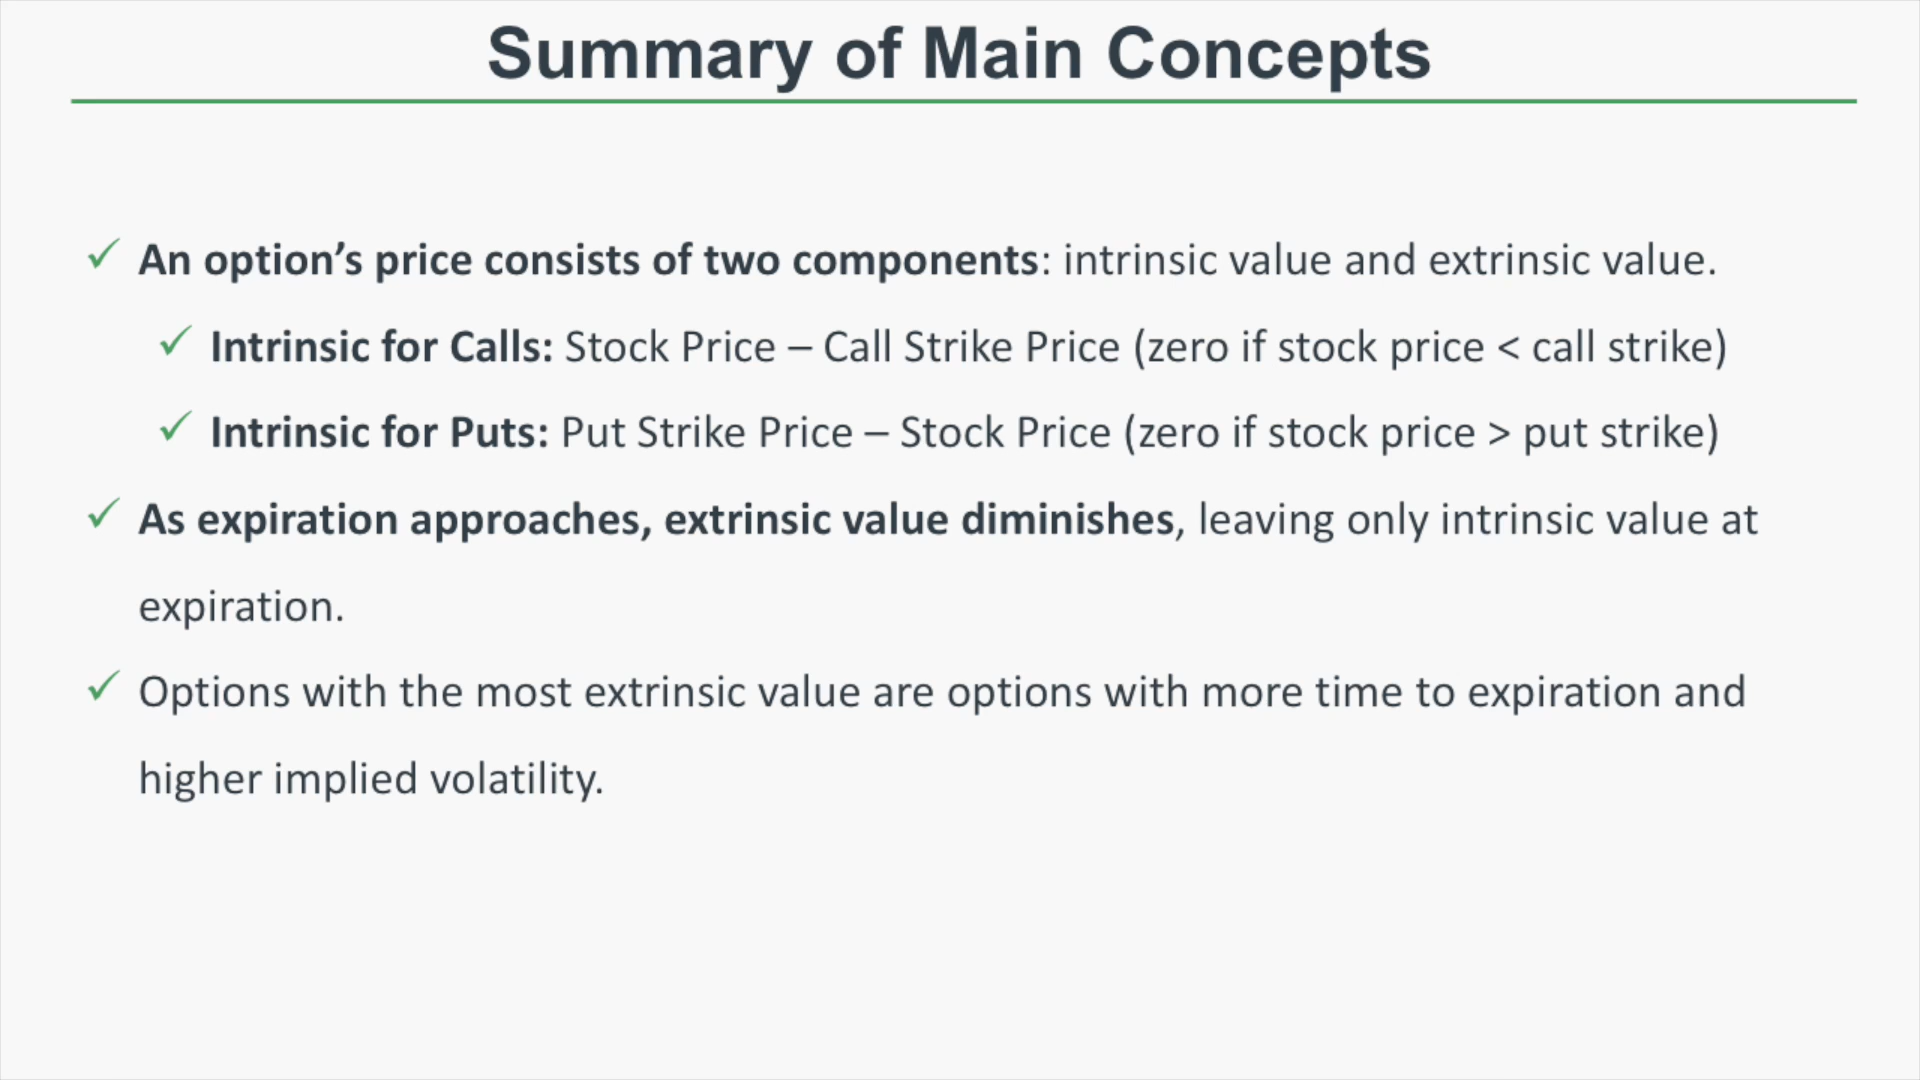 Summary of Main Concepts
✓ An option’s price consists of two components: intrinsic value and extrinsic value.
✓ Intrinsic for Calls: Stock Price – Call Strike Price (zero if stock price < call strike)
✓ Intrinsic for Puts: Put Strike Price – Stock Price (zero if stock price > put strike)
✓ As expiration approaches, extrinsic value diminishes, leaving only intrinsic value at
expiration.
✓ Options with the most extrinsic value are options with more time to expiration and
higher implied volatility.